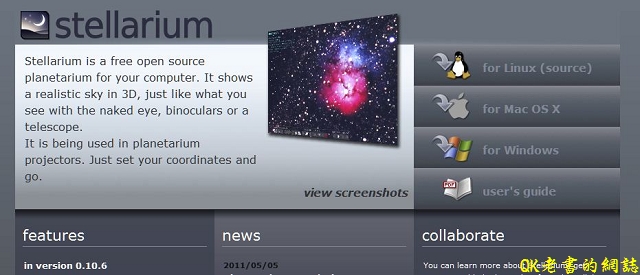 stellarium
Stellarium is a free open source
planetarium for your computer. It shows
a realistic sky in 3D, just like what you
see with the naked eye, binoculars or a
telescope.
It is being used in planetarium
projectors. Just set your coordinates and
go.
view screenshots
for Linux (source)
for Mac OS X
for Windows
PDF
user's guide
features
in version 0.10.6
news
2011/05/05
collaborate
You can learn more about Stellarium, get
QK老書的網誌